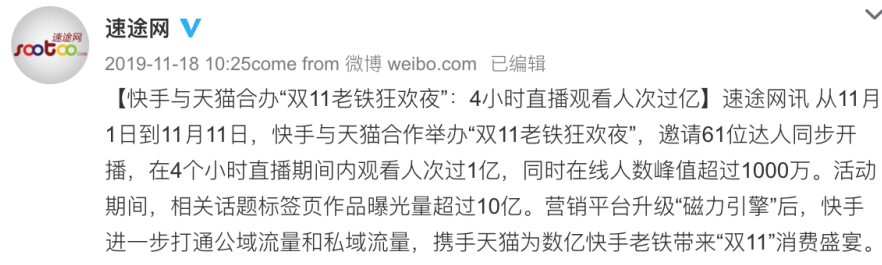 速途网
sootoo.com
速途网
2019-11-18 10:25come from 微博 weibo.com 已编辑
【快手与天猫合办“双11老铁狂欢夜”：4小时直播观看人次过亿】速途网讯 从11月
1日到11月11日，快手与天猫合作举办“双11老铁狂欢夜”，邀请61位达人同步开
播，在4个小时直播期间内观看人次过1亿，同时在线人数峰值超过1000万。活动
期间，相关话题标签页作品曝光量超过10亿。营销平台升级“磁力引擎”后，快手
进一步打通公域流量和私域流量，携手天猫为数亿快手老铁带来“双11”消费盛宴。